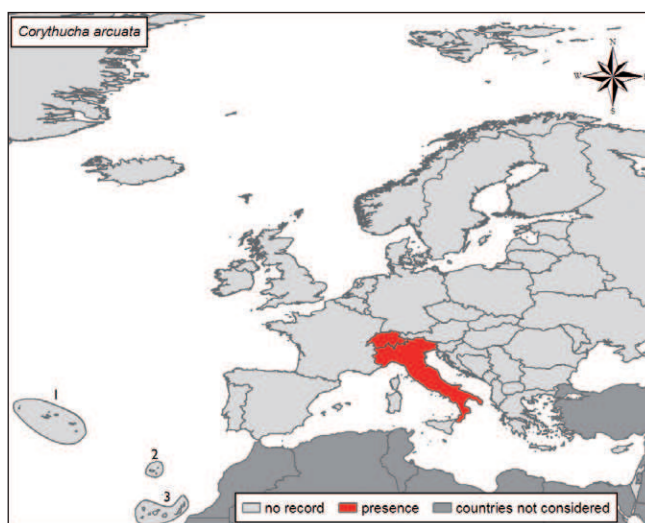 Corythucha arcuata
N
W
S
1
2
3
no record presence countries not considered